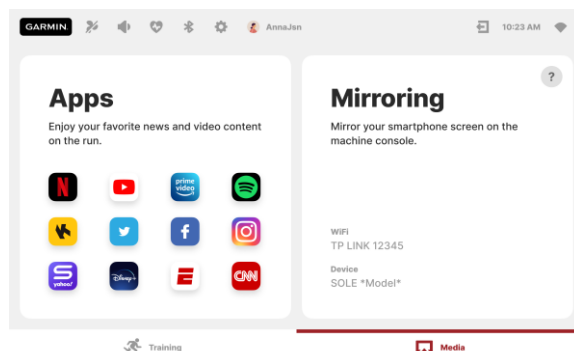 GARMIN
AnnaJsn
10:23 AM
Apps
Enjoy your favorite news and video content
on the run.
N
prime
video
f
yahoo!
Disney+
E
CNN
?
Mirroring
Mirror your smartphone screen on the
machine console.
WiFi
TP LINK 12345
Device
SOLE *Model*
Training
Media